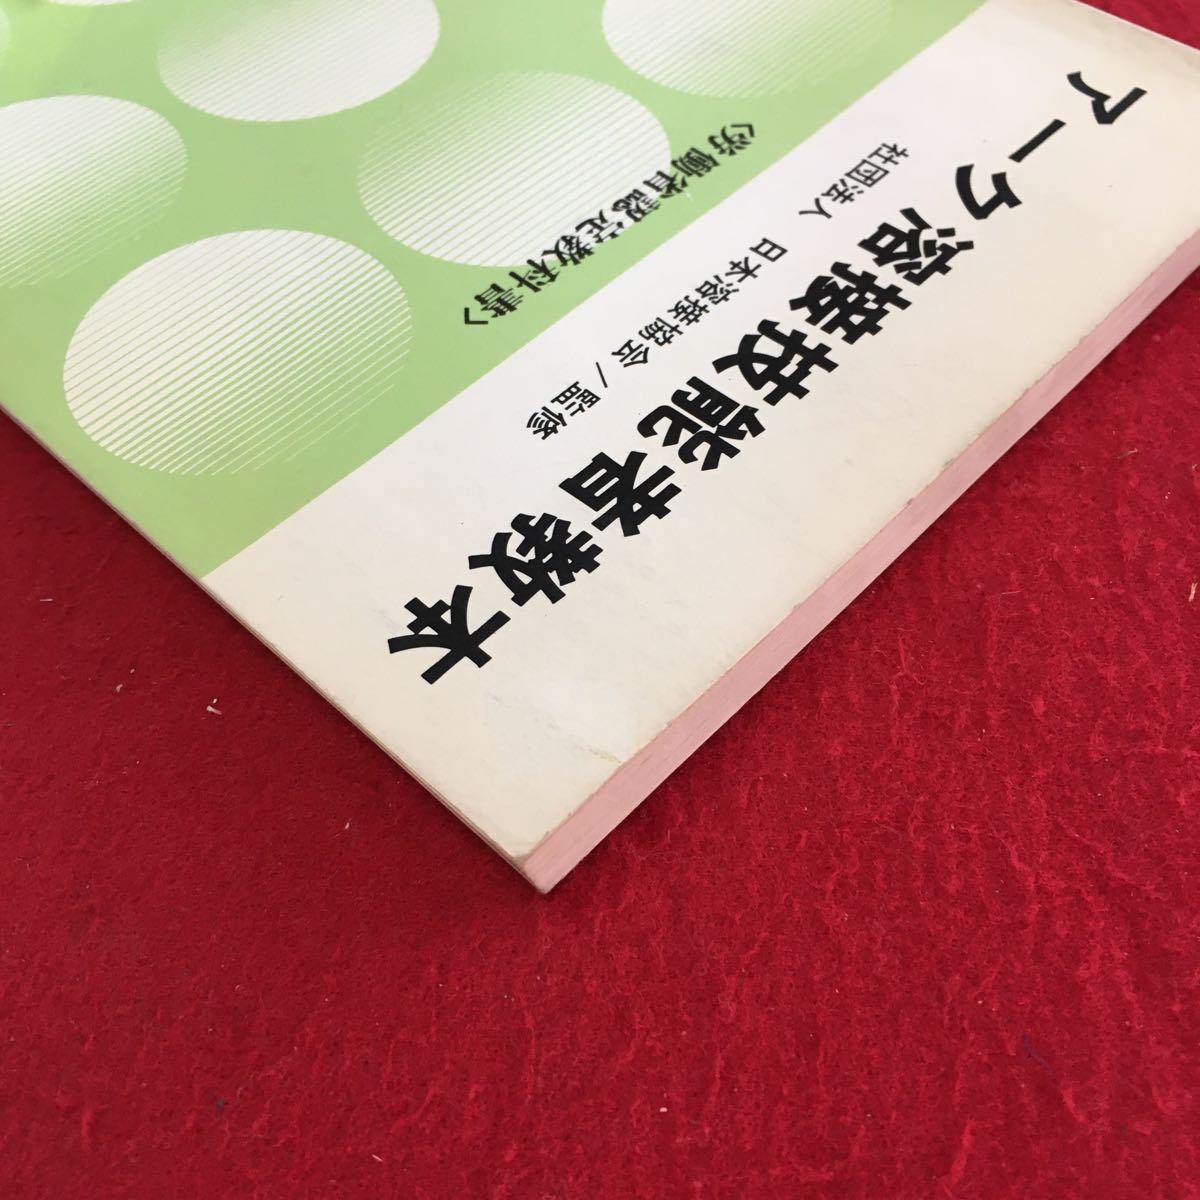 アーク溶接技能者教本
社団法人 日本溶接協会/監修
〈労働省認定教科書〉